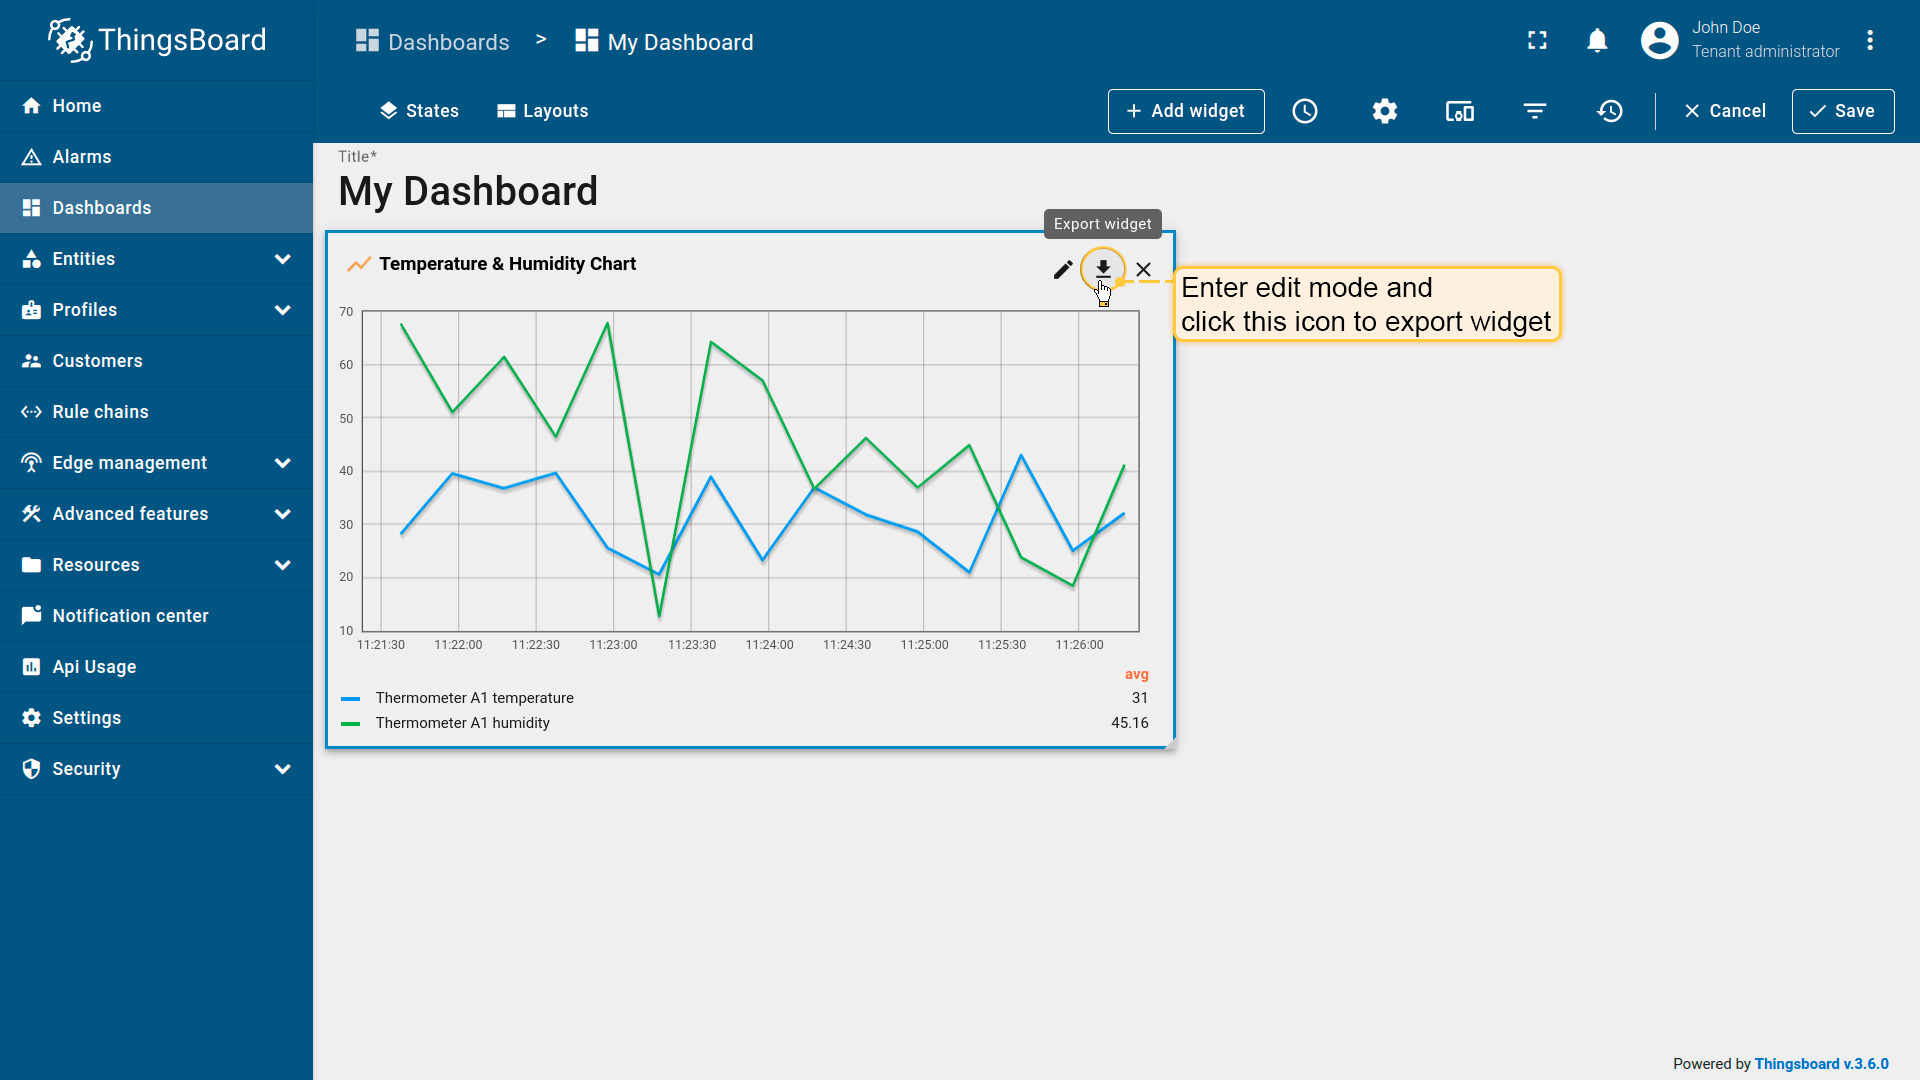 ThingsBoard
Dashboards > My Dashboard
John Doe
Tenant administrator
Home
Alarms
Dashboards
Entities
Profiles
Customers
Rule chains
Edge management
Advanced features
Resources
Notification center
Api Usage
Settings
Security
States
Layouts
+ Add widget
Cancel
Save
Title*
My Dashboard
Export widget
Temperature & Humidity Chart
Enter edit mode and
click this icon to export widget
70
60
50
40
30
20
10
11:21:30 11:22:00 11:22:30 11:23:00 11:23:30 11:24:00 11:24:30 11:25:00 11:25:30 11:26:00
avg
Thermometer A1 temperature 31
Thermometer A1 humidity 45.16
Powered by Thingsboard v.3.6.0